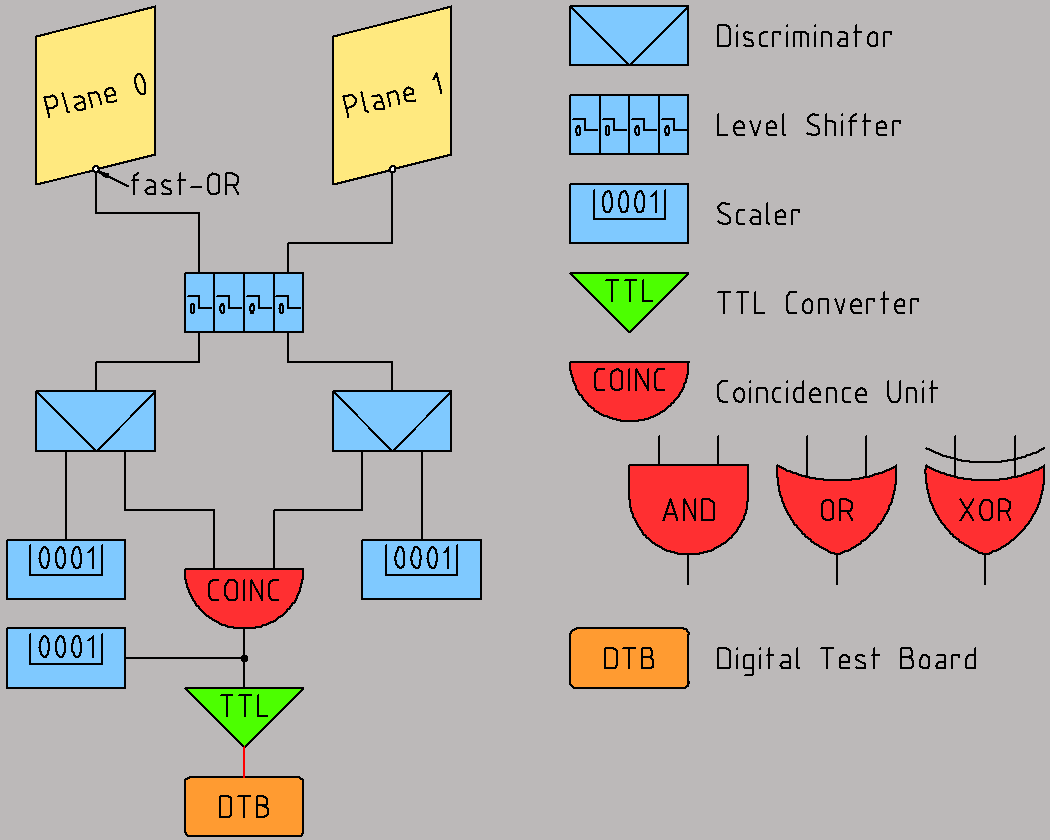 Plane 0
Plane 1
fast-OR
0001
0001
COINC
0001
TTL
DTB
Discriminator
Level Shifter
0001
Scaler
TTL
TTL Converter
COINC
Coincidence Unit
AND
OR
XOR
DTB
Digital Test Board